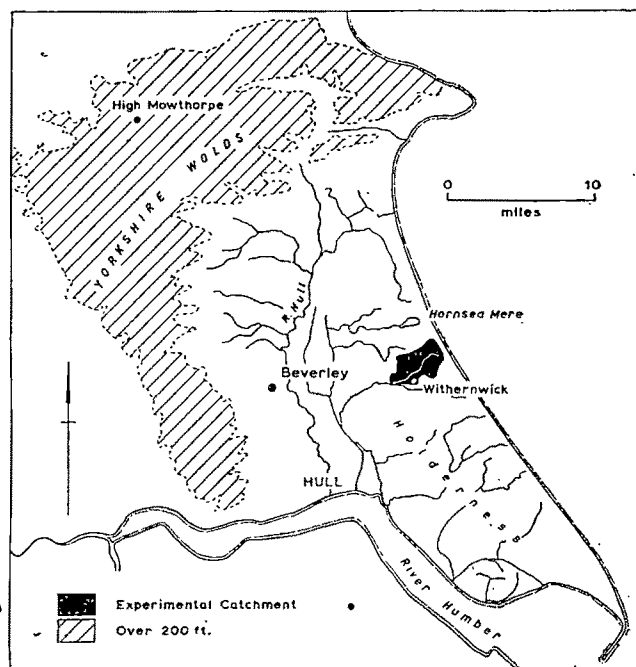 High Mowthorpe
YORKSHIRE WOLDS
0 10
miles
R. Hull
Hornsea Mere
Beverley
Withernwick
Holderness
HULL
River Humber
Experimental Catchment
Over 200 ft.